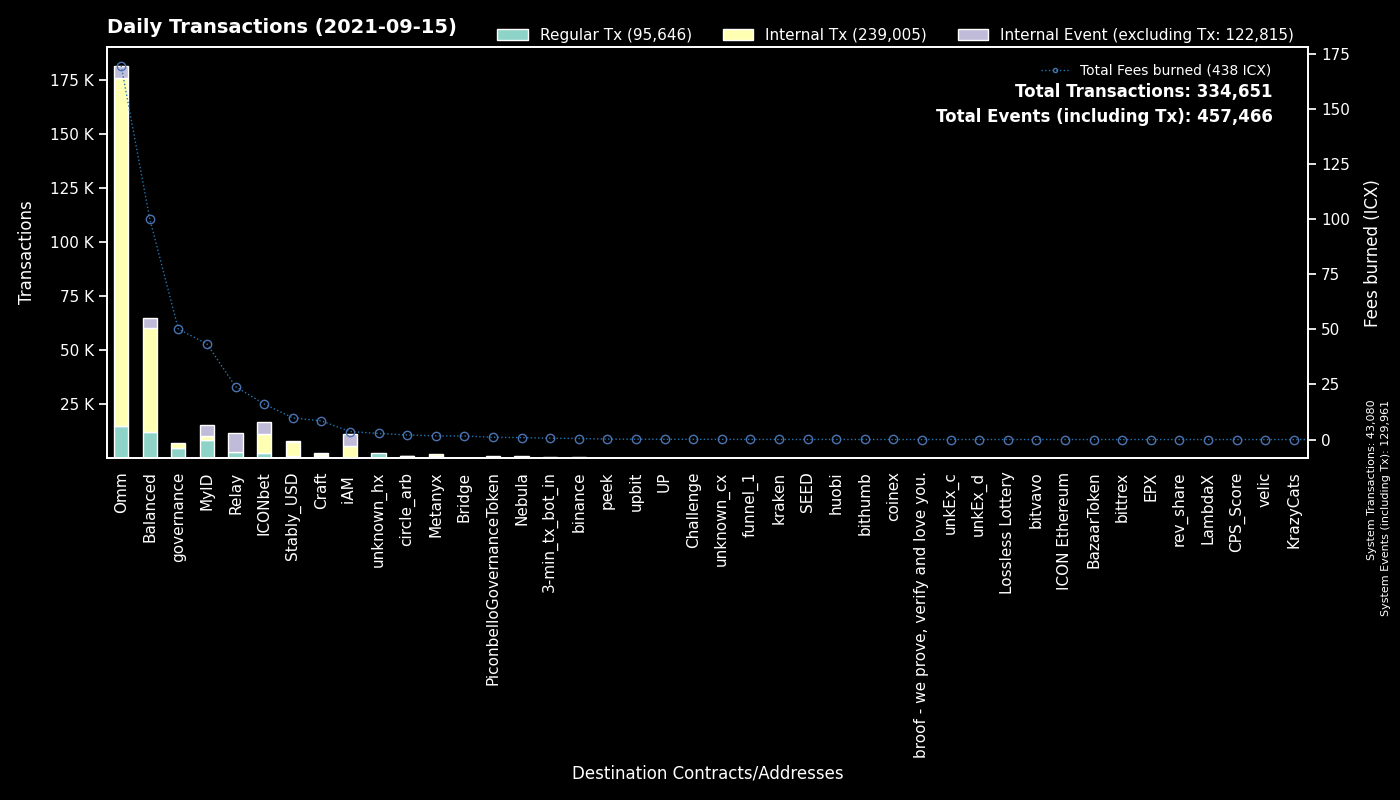 Daily Transactions (2021-09-15)
Regular Tx (95,646)
Internal Tx (239,005)
Internal Event (excluding Tx: 122,815)
Total Fees burned (438 ICX)
Total Transactions: 334,651
Total Events (including Tx): 457,466
Transactions
175 K
150 K
125 K
100 K
75 K
50 K
25 K
175
150
125
100
75
50
25
0
Fees burned (ICX)
System Transactions: 43,080
System Events (including Tx): 129,961
Omm
Balanced
governance
MyID
Relay
ICONbet
Stably_USD
Craft
iAM
unknown_hx
circle_arb
Metanyx
Bridge
PiconbelloGovernanceToken
Nebula
3-min_tx_bot_in
binance
peek
upbit
UP
Challenge
unknown_cx
funnel_1
kraken
SEED
huobi
bithumb
coinex
broof - we prove, verify and love you.
unkEx_c
unkEx_d
Lossless Lottery
bitvavo
ICON Ethereum
BazaarToken
bittrex
EPX
rev_share
LambdaX
CPS_Score
velic
KrazyCats
Destination Contracts/Addresses